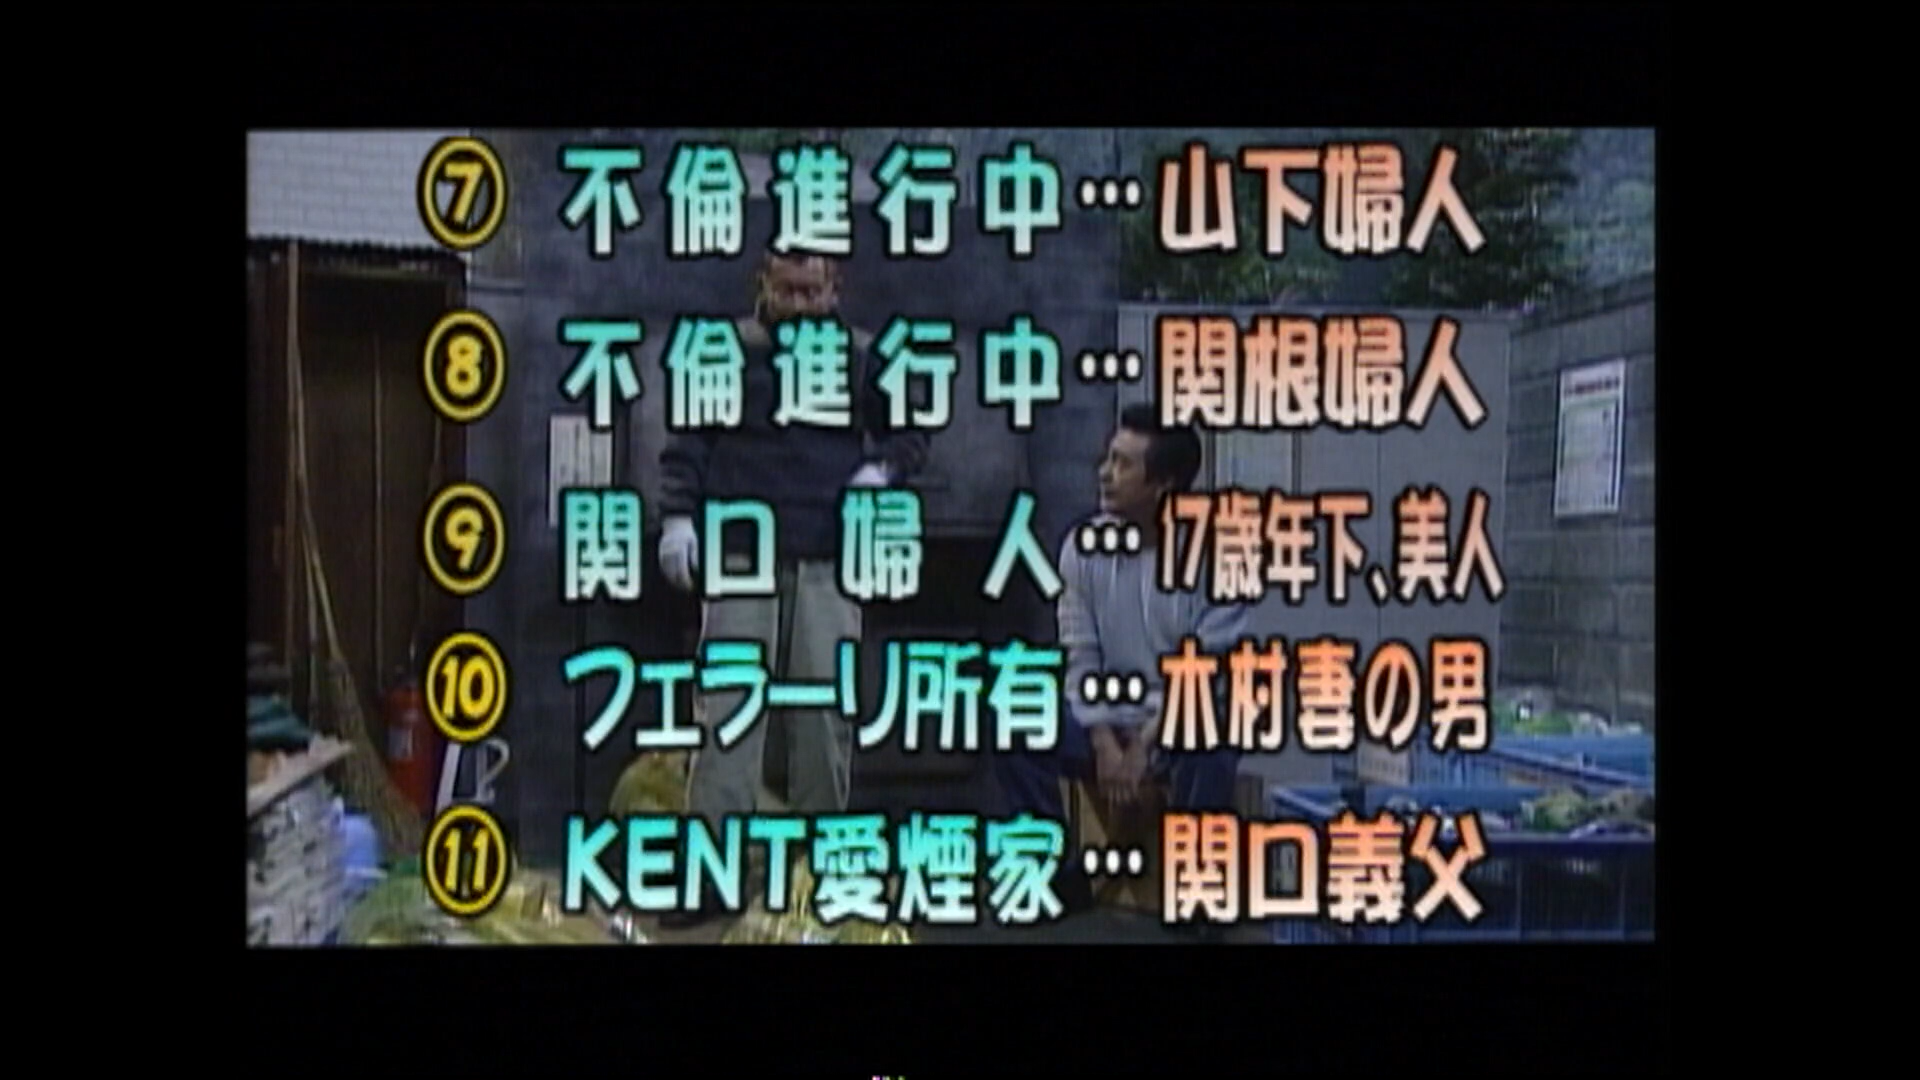 ⑦ 不倫進行中…山下婦人
⑧ 不倫進行中…関根婦人
⑨ 関口婦人…17歳年下、美人
⑩ フェラーリ所有…木村妻の男
⑪ KENT愛煙家…関口義父